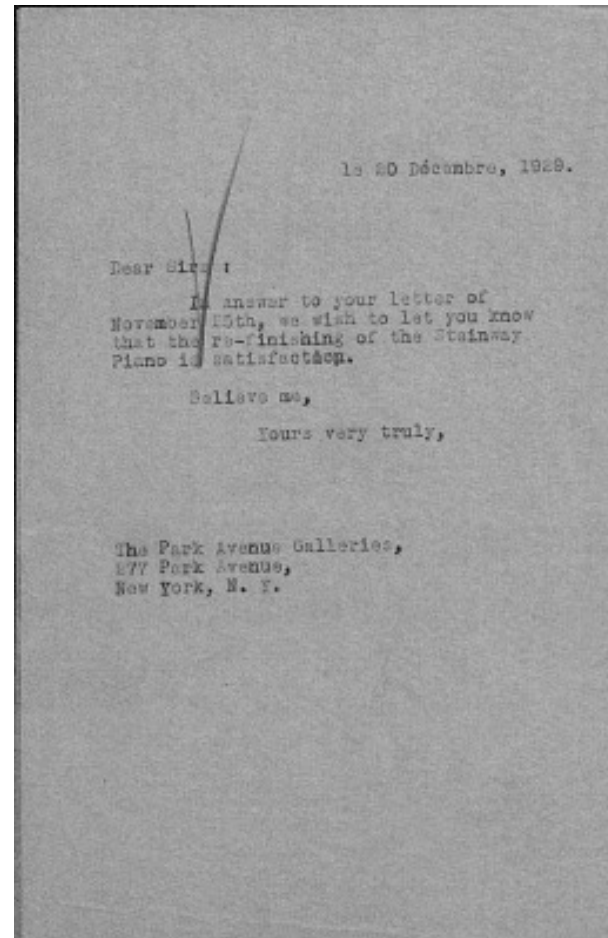 le 20 Décembre, 1929.
Dear Sirs :
In answer to your letter of
November 25th, we wish to let you know
that the re-finishing of the Steinway
Piano is satisfaction.
Believe me,
Yours very truly,
The Park Avenue Galleries,
277 Park Avenue,
New York, N. Y.